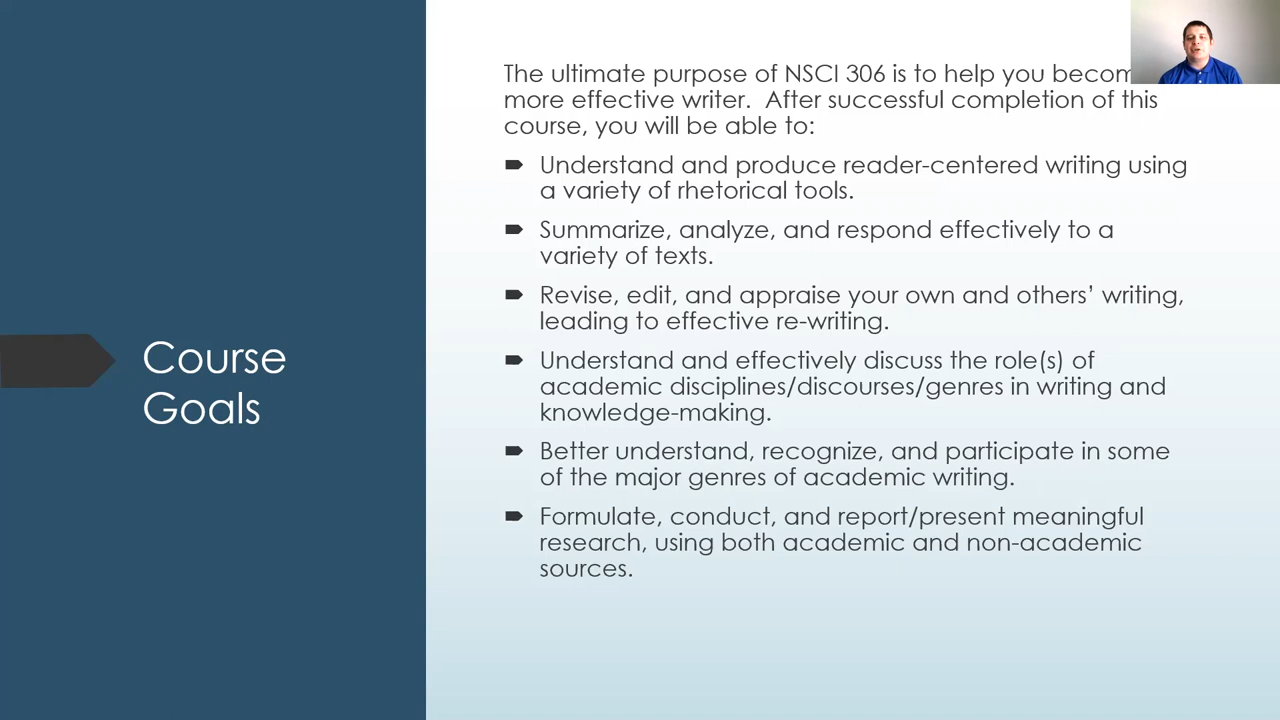 Course
Goals
The ultimate purpose of NSCI 306 is to help you
more effective writer. After successful completion of this
course, you will be able to:
Understand and produce reader-centered writing using
a variety of rhetorical tools.
Summarize, analyze, and respond effectively to a
variety of texts.
Revise, edit, and appraise your own and others’ writing,
leading to effective re-writing.
Understand and effectively discuss the role(s) of
academic disciplines/discourses/genres in writing and
knowledge-making.
Better understand, recognize, and participate in some
of the major genres of academic writing.
Formulate, conduct, and report/present meaningful
research, using both academic and non-academic
sources.